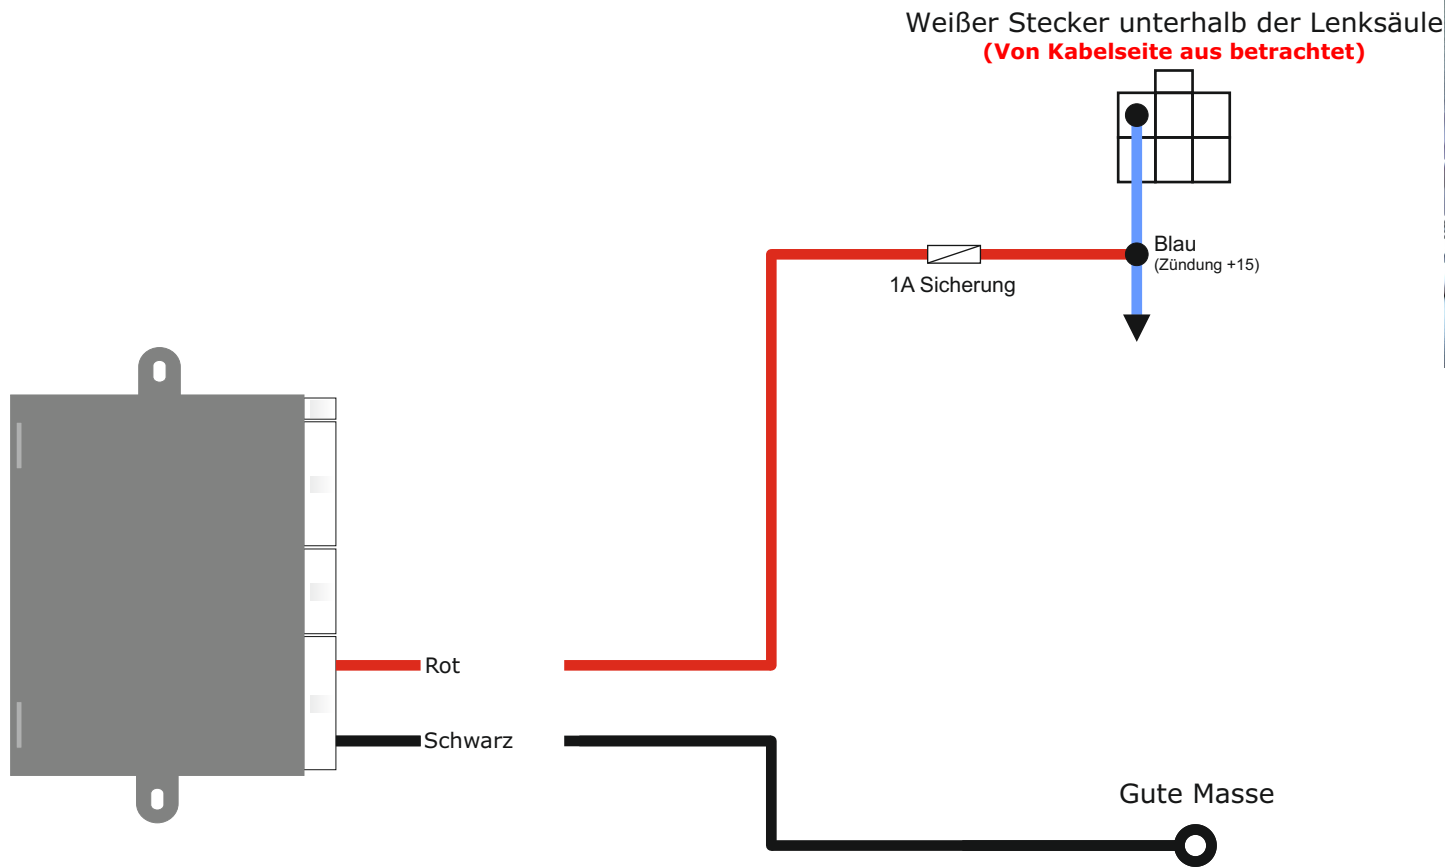 Weißer Stecker unterhalb der Lenksäule
(Von Kabelseite aus betrachtet)
Blau
(Zündung +15)
1A Sicherung
Rot
Schwarz
Gute Masse